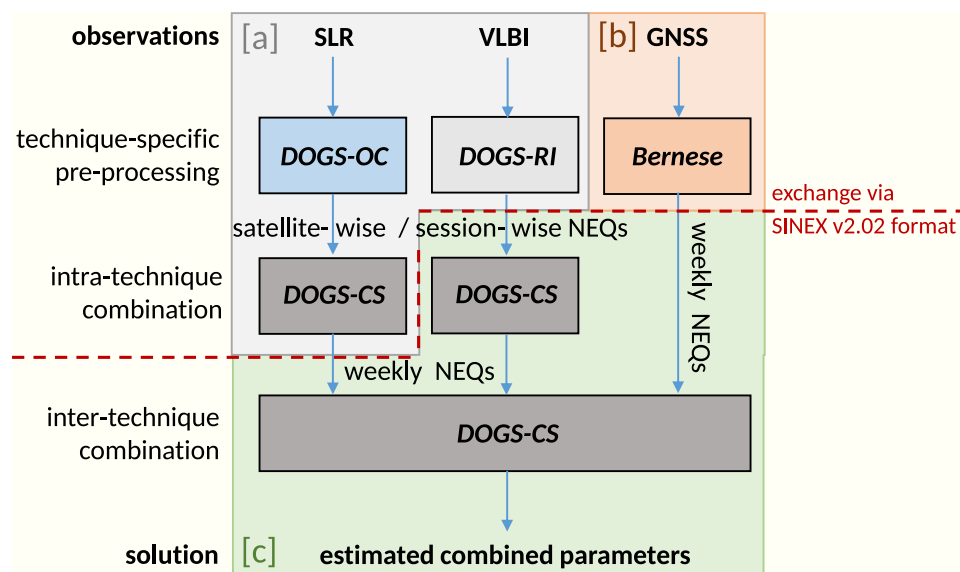 observations
[a]
SLR
VLBI
[b]
GNSS
technique-specific
pre-processing
DOGS-OC
DOGS-RI
Bernese
exchange via
SINEX v2.02 format
satellite- wise / session- wise NEQs
weekly NEQs
intra-technique
combination
DOGS-CS
DOGS-CS
weekly NEQs
inter-technique
combination
DOGS-CS
solution
[c]
estimated combined parameters